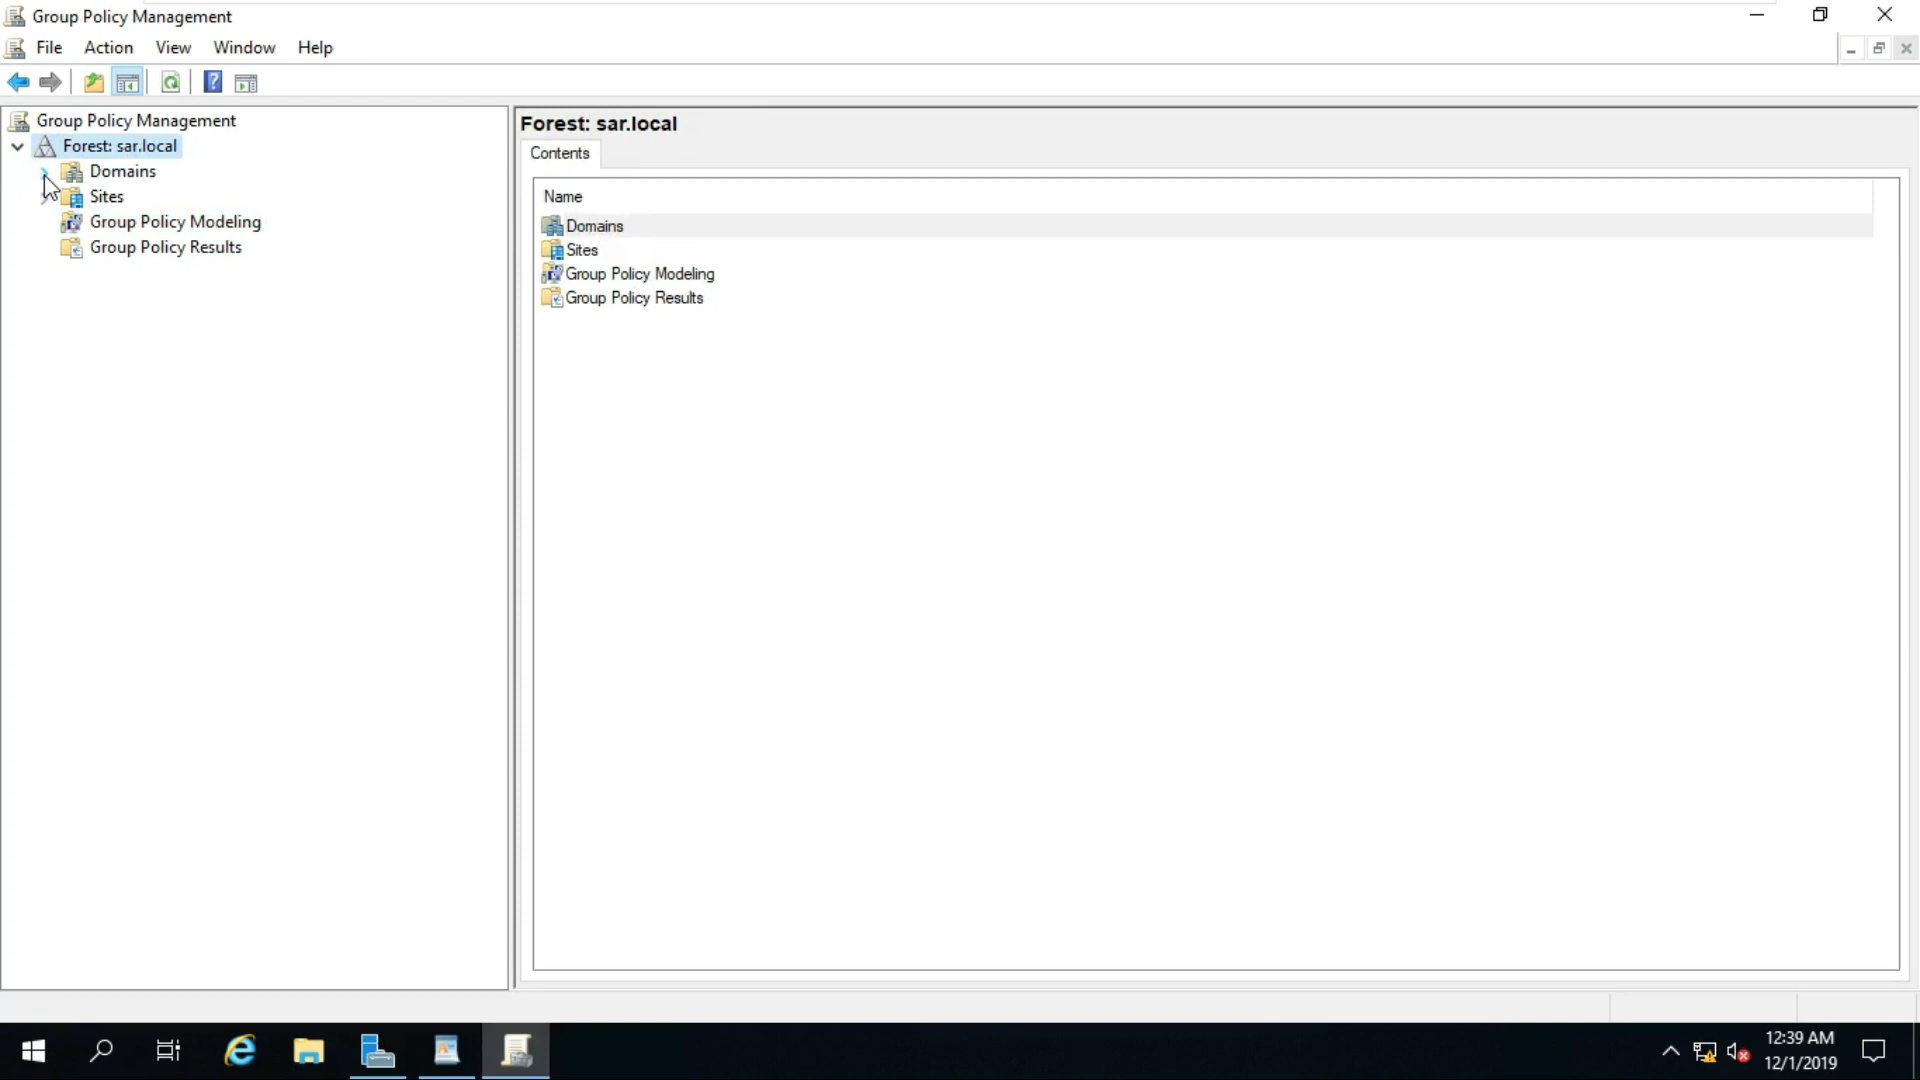 Group Policy Management
File Action View Window Help
Group Policy Management
Forest: sar.local
Domains
Sites
Group Policy Modeling
Group Policy Results
Forest: sar.local
Contents
Name
Domains
Sites
Group Policy Modeling
Group Policy Results
12:39 AM
12/1/2019